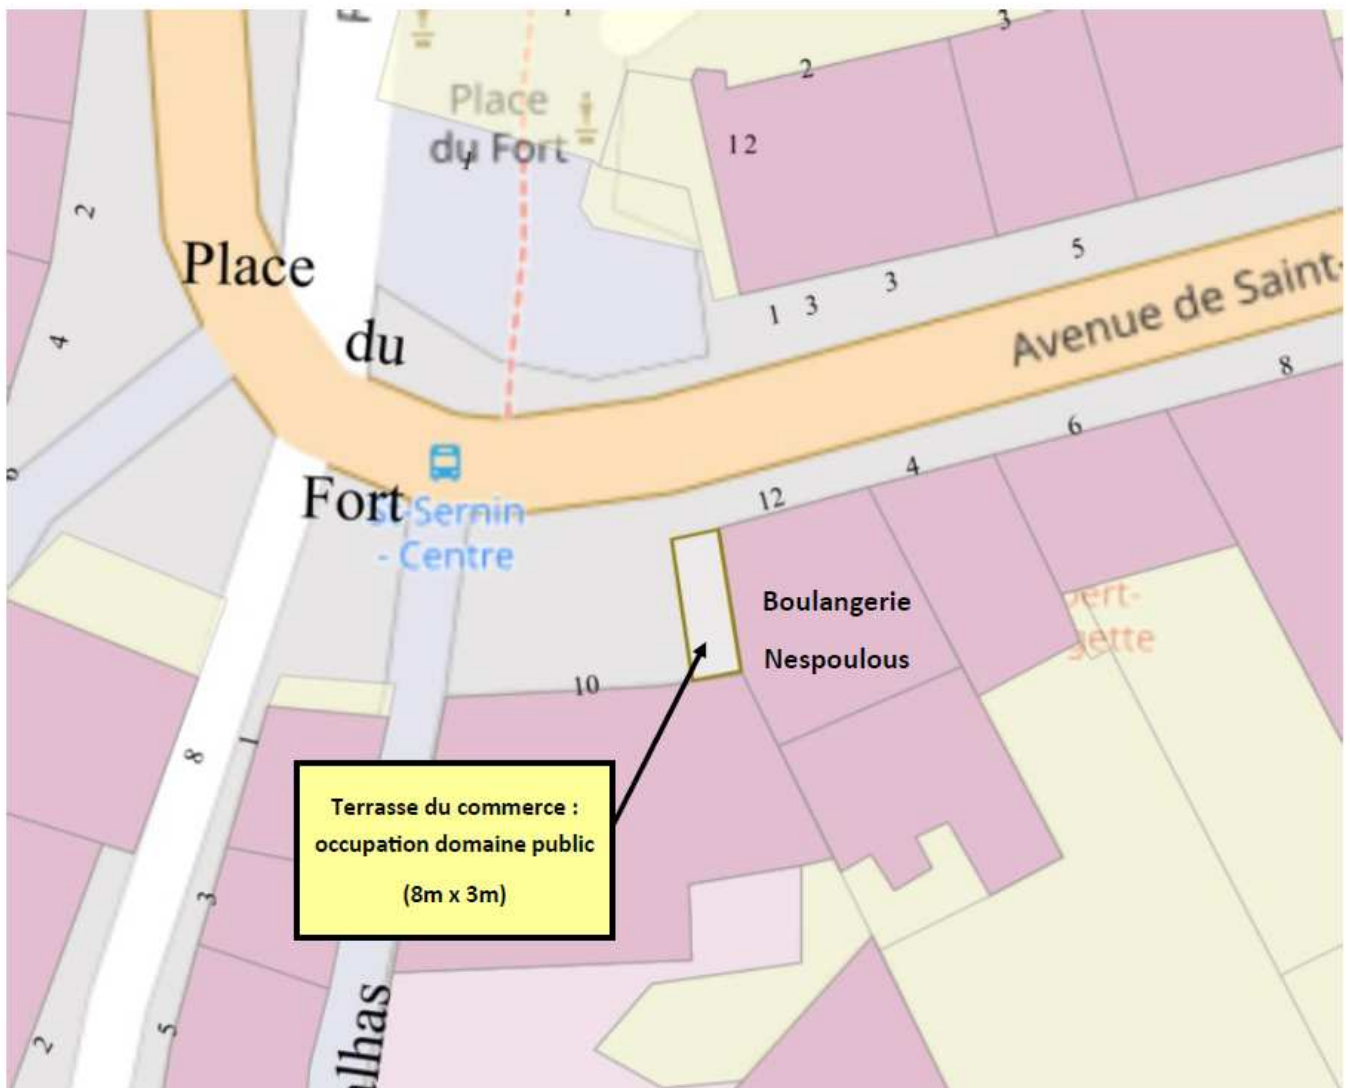 3
2
Place
du Fort
1
12
2
Place
5
3
3
1
Avenue de Saint-
4
du
8
6
4
12
6
Fort
St-Sernin
- Centre
Boulangerie
Nespoulous
10
8
1
Terrasse du commerce :
occupation domaine public
(8m x 3m)
3
5
2